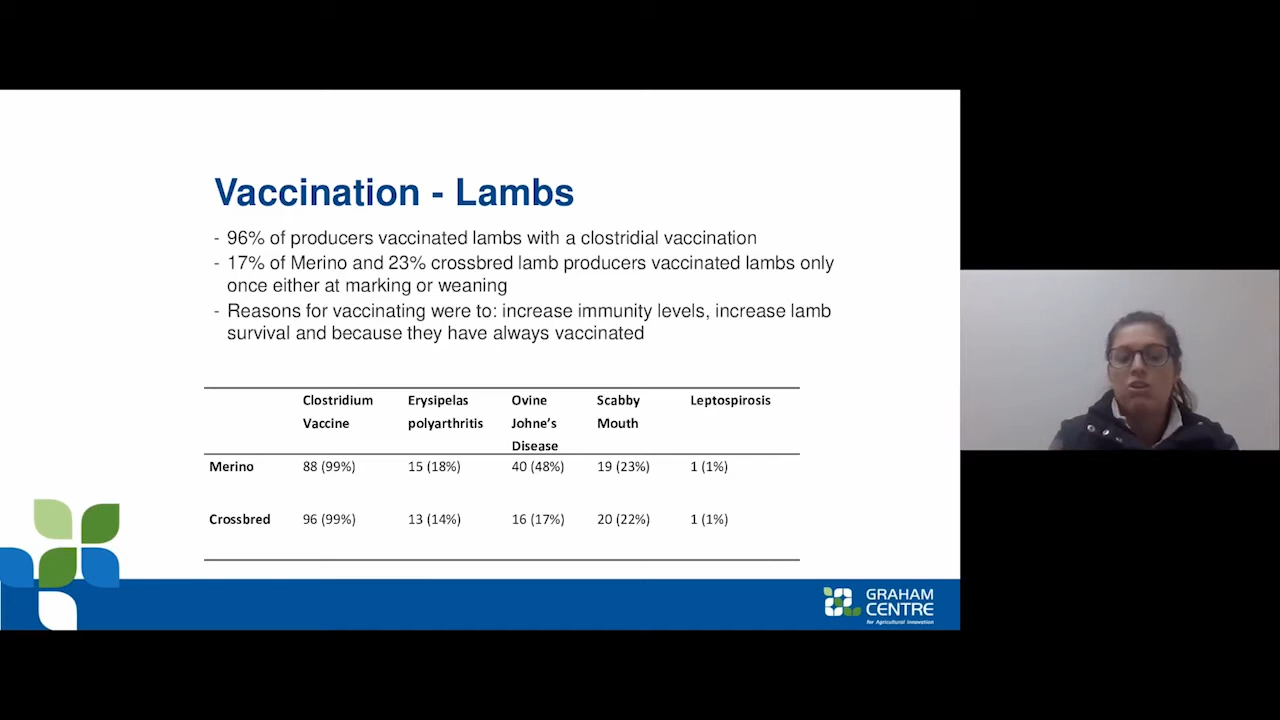 Vaccination - Lambs
- 96% of producers vaccinated lambs with a clostridial vaccination
- 17% of Merino and 23% crossbred lamb producers vaccinated lambs only
once either at marking or weaning
- Reasons for vaccinating were to: increase immunity levels, increase lamb
survival and because they have always vaccinated
Clostridium Erysipelas Ovine Scabby Leptospirosis
Vaccine polyarthritis Johne's Mouth
Disease
Merino 88 (99%) 15 (18%) 40 (48%) 19 (23%) 1 (1%)
Crossbred 96 (99%) 13 (14%) 16 (17%) 20 (22%) 1 (1%)
GRAHAM
CENTRE
for Agricultural Innovation